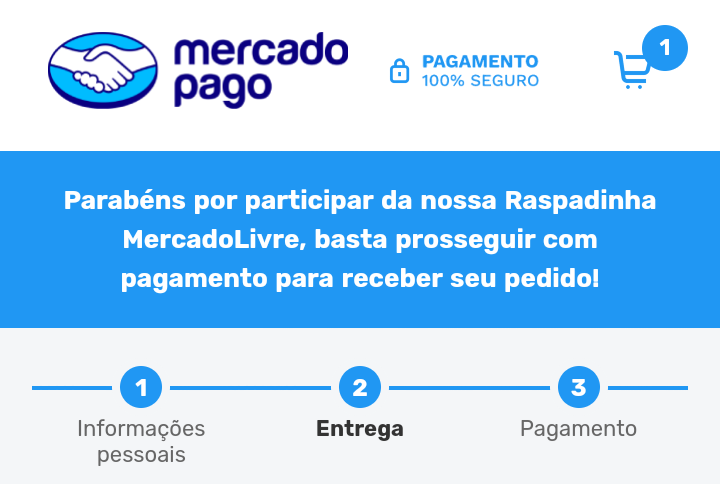 mercado
pago
PAGAMENTO
100% SEGURO
1
Parabéns por participar da nossa Raspadinha
MercadoLivre, basta prosseguir com
pagamento para receber seu pedido!
1
2
3
Informações
pessoais
Entrega
Pagamento